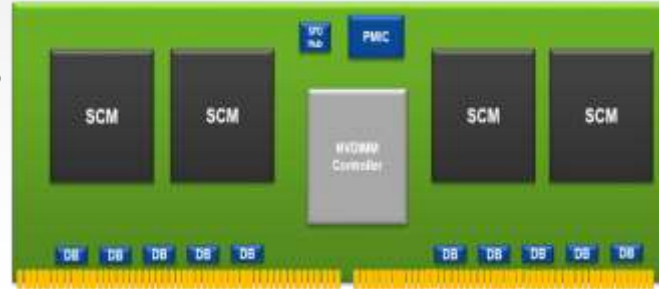 SPD
Hub
PMIC
SCM
SCM
NVDIMM
Controller
SCM
SCM
DB DB DB DB DB
DB DB DB DB DB